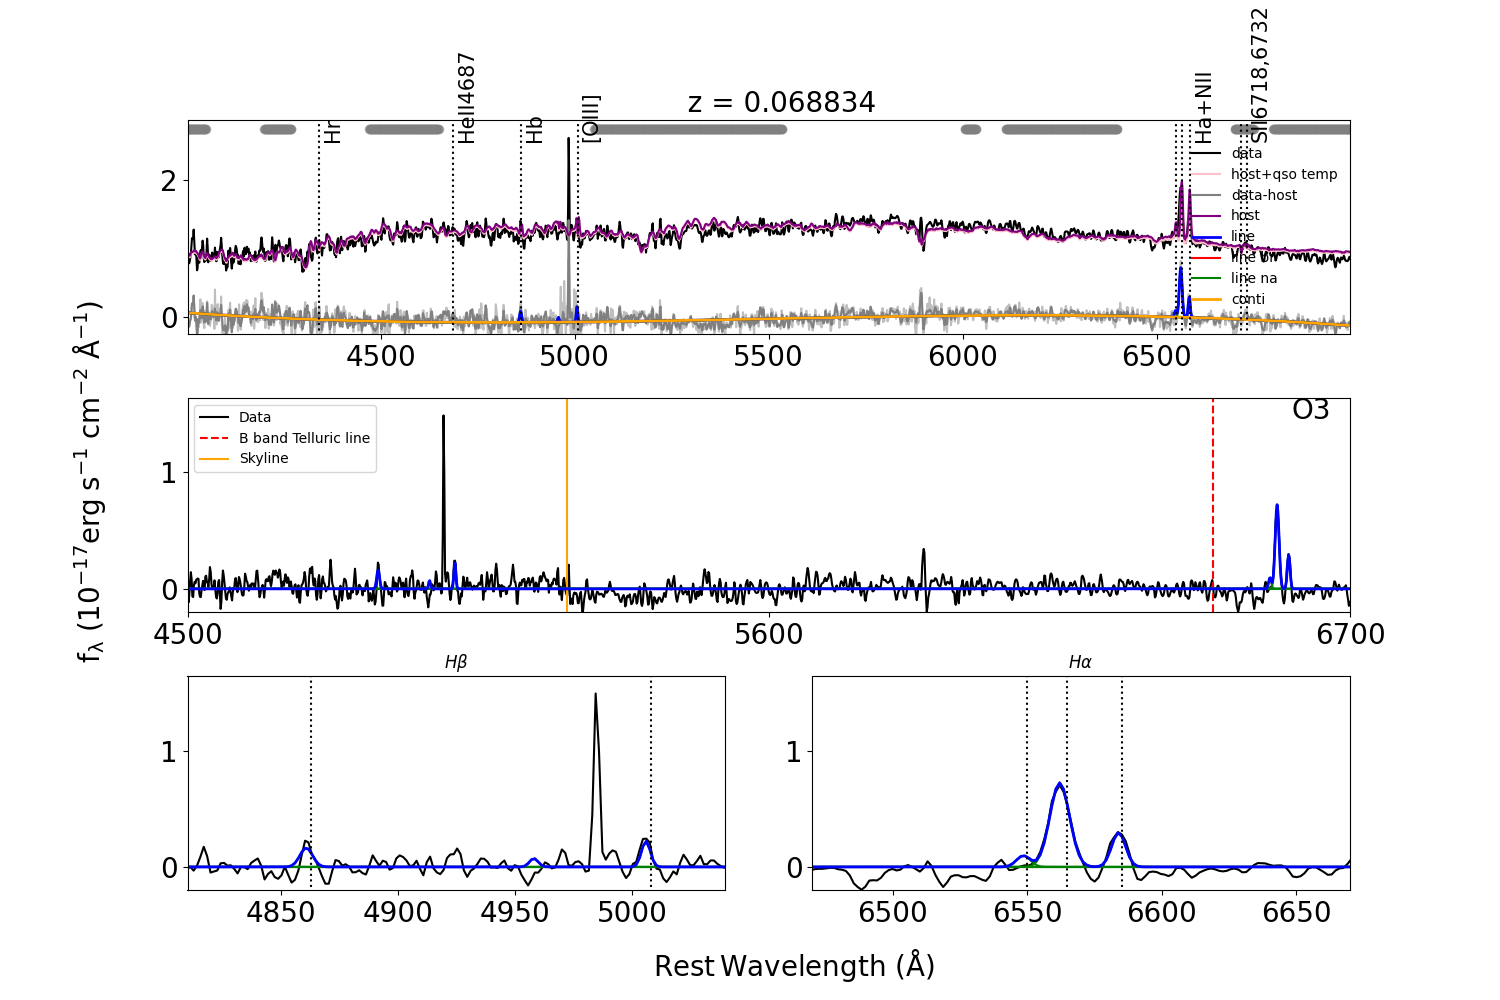 z = 0.068834
Hr
HeII4687
Hb
[OIII]
Ha+NII
SII6718,6732
data
host+qso temp
data-host
host
line
line br
line na
conti
2
0
4500 5000 5500 6000 6500
f_λ (10^−17 erg s^−1 cm^−2 Å^−1)
Data
B band Telluric line
Skyline
O3
1
0
4500 5600 6700
Hβ
1
0
4850 4900 4950 5000
Hα
1
0
6500 6550 6600 6650
Rest Wavelength (Å)